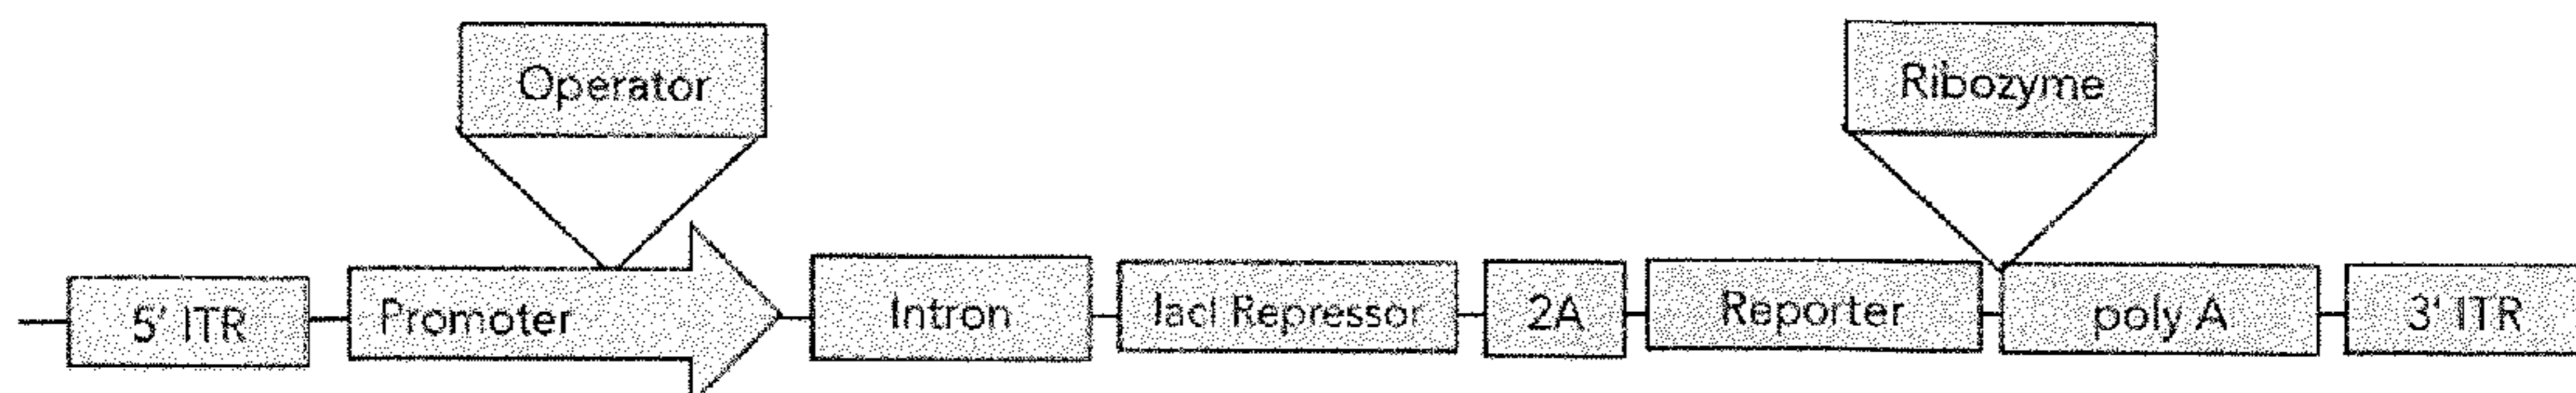 Operator
Ribozyme
5' ITR
Promoter
Intron
lacI Repressor
2A
Reporter
poly A
3' ITR